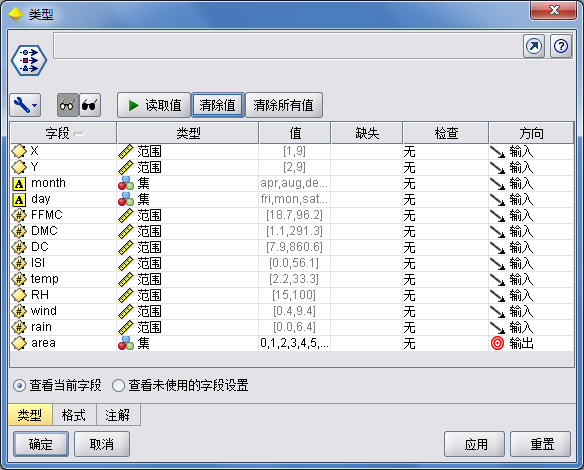 类型
读取值 清除值 清除所有值
字段 类型 值 缺失 检查 方向
X 范围 [1,9] 无 输入
Y 范围 [2,9] 无 输入
A month 集 apr,aug,de... 无 输入
A day 集 fri,mon,sat... 无 输入
# FFMC 范围 [18.7,96.2] 无 输入
# DMC 范围 [1.1,291.3] 无 输入
# DC 范围 [7.9,860.6] 无 输入
# ISI 范围 [0.0,56.1] 无 输入
# temp 范围 [2.2,33.3] 无 输入
RH 范围 [15,100] 无 输入
# wind 范围 [0.4,9.4] 无 输入
# rain 范围 [0.0,6.4] 无 输入
area 集 0,1,2,3,4,5,... 无 输出
查看当前字段 查看未使用的字段设置
类型 格式 注解
确定 取消 应用 重置